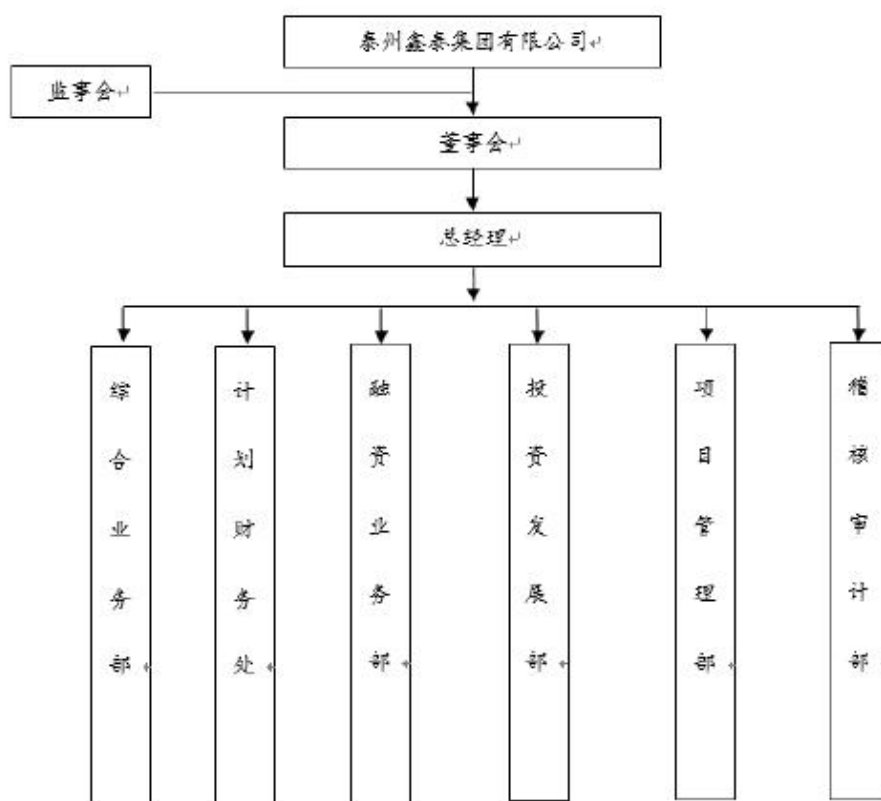 泰州鑫泰集团有限公司
监事会
董事会
总经理
综合业务部
计划财务处
融资业务部
投资发展部
项目管理部
稽核审计部